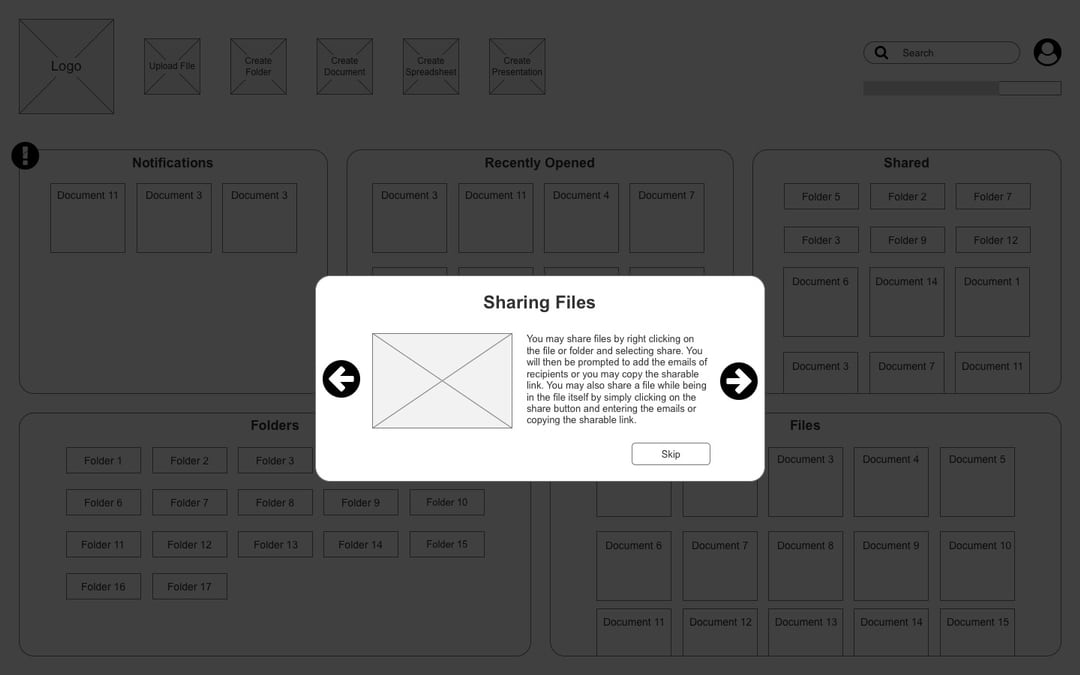 Logo
Upload File
Create
Folder
Create
Document
Create
Spreadsheet
Create
Presentation
Search
Notifications
Document 11
Document 3
Document 3
Recently Opened
Document 3
Document 11
Document 4
Document 7
Shared
Folder 5
Folder 2
Folder 7
Folder 3
Folder 9
Folder 12
Document 6
Document 14
Document 1
Document 3
Document 7
Document 11
Sharing Files
You may share files by right clicking on
the file or folder and selecting share. You
will then be prompted to add the emails of
recipients or you may copy the sharable
link. You may also share a file while being
in the file itself by simply clicking on the
share button and entering the emails or
copying the sharable link.
Skip
Folders
Folder 1
Folder 2
Folder 3
Folder 6
Folder 7
Folder 8
Folder 9
Folder 10
Folder 11
Folder 12
Folder 13
Folder 14
Folder 15
Folder 16
Folder 17
Files
Document 3
Document 4
Document 5
Document 6
Document 7
Document 8
Document 9
Document 10
Document 11
Document 12
Document 13
Document 14
Document 15